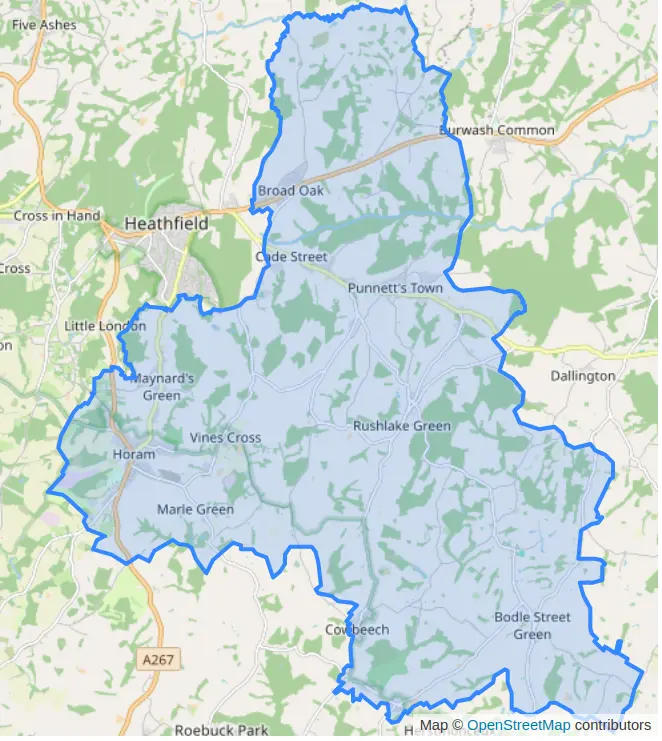 Five Ashes
Burwash Common
Broad Oak
Cross in Hand
Heathfield
Cade Street
Cross
Punnett's Town
Little London
on
Dallington
Maynard's
Green
Rushlake Green
Vines Cross
Horam
Marle Green
Bodle Street
Green
Cowbeech
A267
Roebuck Park
Map © OpenStreetMap contributors